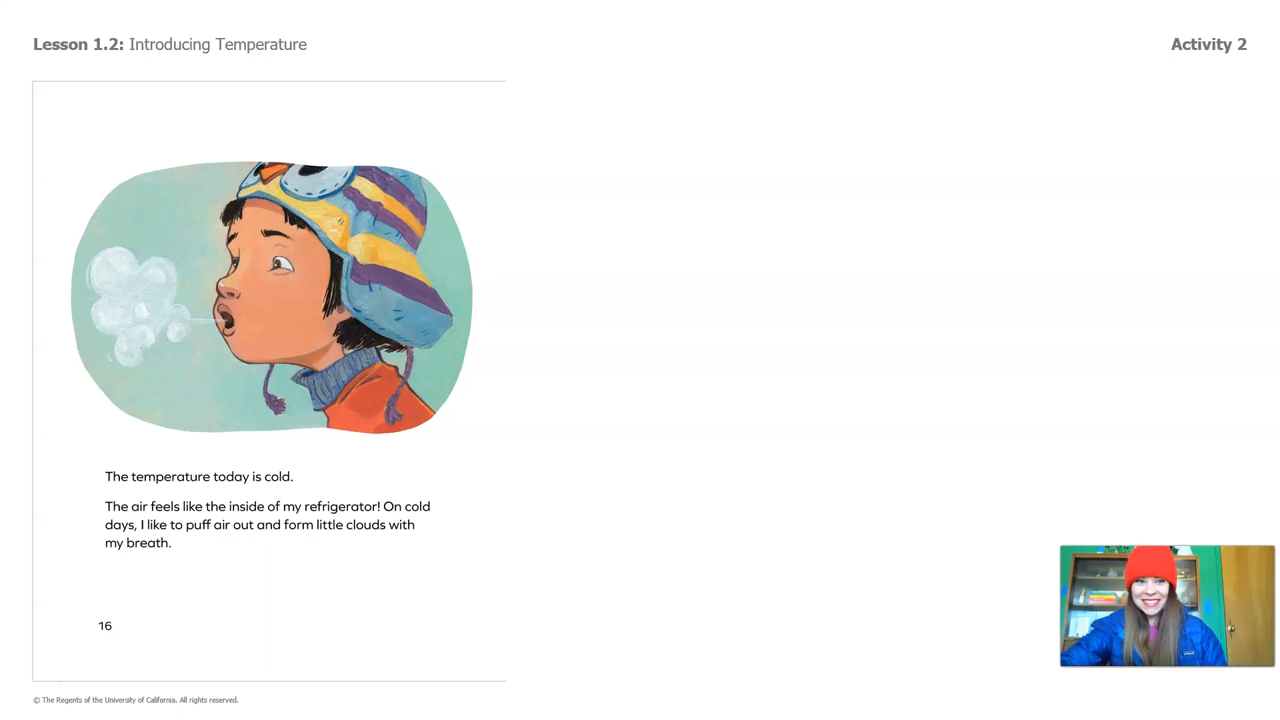 Lesson 1.2: Introducing Temperature
Activity 2
The temperature today is cold.
The air feels like the inside of my refrigerator! On cold
days, I like to puff air out and form little clouds with
my breath.
16
© The Regents of the University of California. All rights reserved.